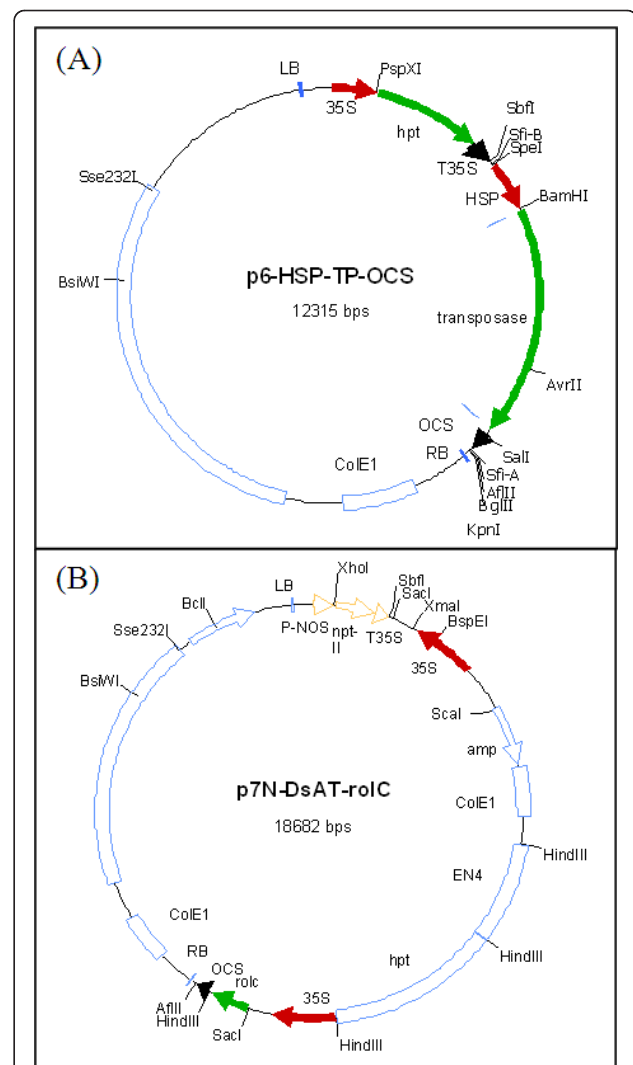 (A)
LB
PspXI
35S
hpt
SbfI
Sfi-B
SpeI
T35S
HSP
BamHI
Sse232I
BsiWI
p6-HSP-TP-OCS
12315 bps
transposase
AvrII
OCS
RB
SalI
ColE1
Sfi-A
AflII
BglII
KpnI
(B)
XhoI
LB
SbfI
SacI
BclI
XmaI
P-NOS
npt-
II
T35S
BspEI
Sse232I
35S
BsiWI
ScaI
amp
p7N-DsAT-rolC
18682 bps
ColE1
HindIII
EN4
ColE1
hpt
HindIII
RB
OCS
rolc
35S
AflII
HindIII
SacI
HindIII